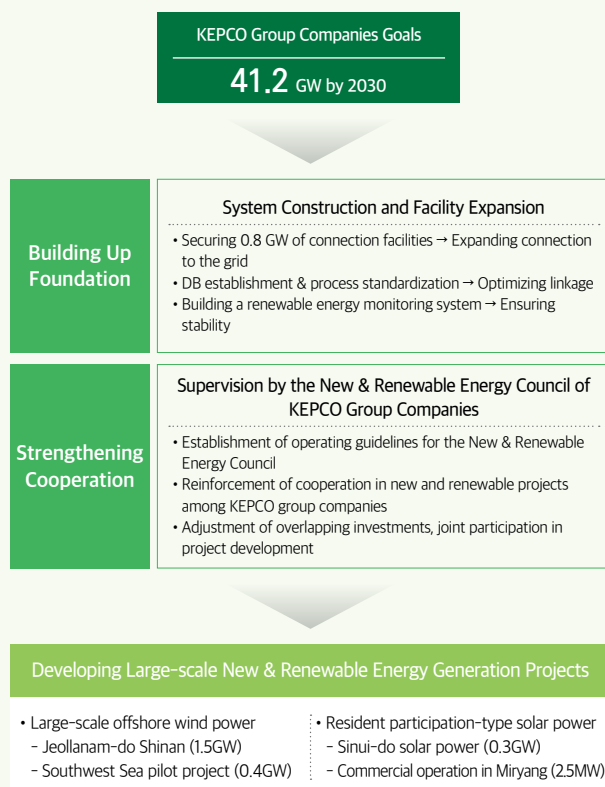 KEPCO Group Companies Goals
41.2 GW by 2030
Building Up
Foundation
System Construction and Facility Expansion
• Securing 0.8 GW of connection facilities → Expanding connection
to the grid
• DB establishment & process standardization → Optimizing linkage
• Building a renewable energy monitoring system → Ensuring
stability
Strengthening
Cooperation
Supervision by the New & Renewable Energy Council of
KEPCO Group Companies
• Establishment of operating guidelines for the New & Renewable
Energy Council
• Reinforcement of cooperation in new and renewable projects
among KEPCO group companies
• Adjustment of overlapping investments, joint participation in
project development
Developing Large-scale New & Renewable Energy Generation Projects
• Large-scale offshore wind power
- Jeollanam-do Shinan (1.5GW)
- Southwest Sea pilot project (0.4GW)
• Resident participation-type solar power
- Sinui-do solar power (0.3GW)
- Commercial operation in Miryang (2.5MW)